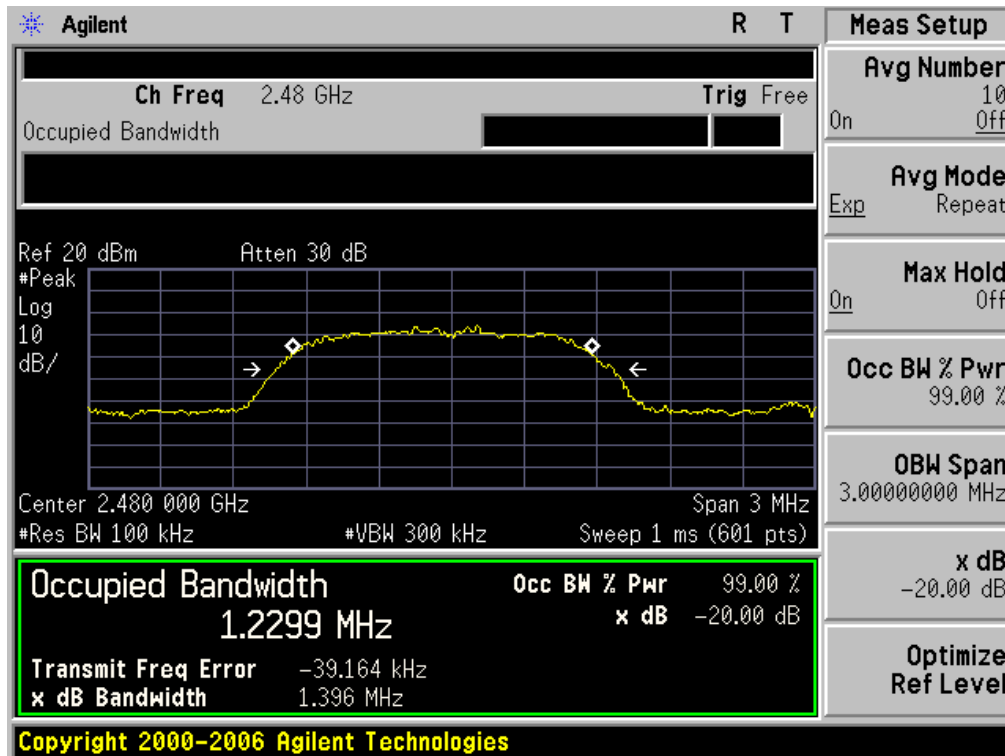 Agilent R T
Ch Freq 2.48 GHz Trig Free
Occupied Bandwidth
Ref 20 dBm Atten 30 dB
#Peak
Log
10
dB/
Center 2.480 000 GHz Span 3 MHz
#Res BW 100 kHz #VBW 300 kHz Sweep 1 ms (601 pts)
Occupied Bandwidth
1.2299 MHz
Occ BW % Pwr 99.00 %
x dB -20.00 dB
Transmit Freq Error -39.164 kHz
x dB Bandwidth 1.396 MHz
Copyright 2000-2006 Agilent Technologies
Meas Setup
Avg Number
10
On Off
Avg Mode
Exp Repeat
Max Hold
On Off
Occ BW % Pwr
99.00 %
OBW Span
3.00000000 MHz
x dB
-20.00 dB
Optimize
Ref Level